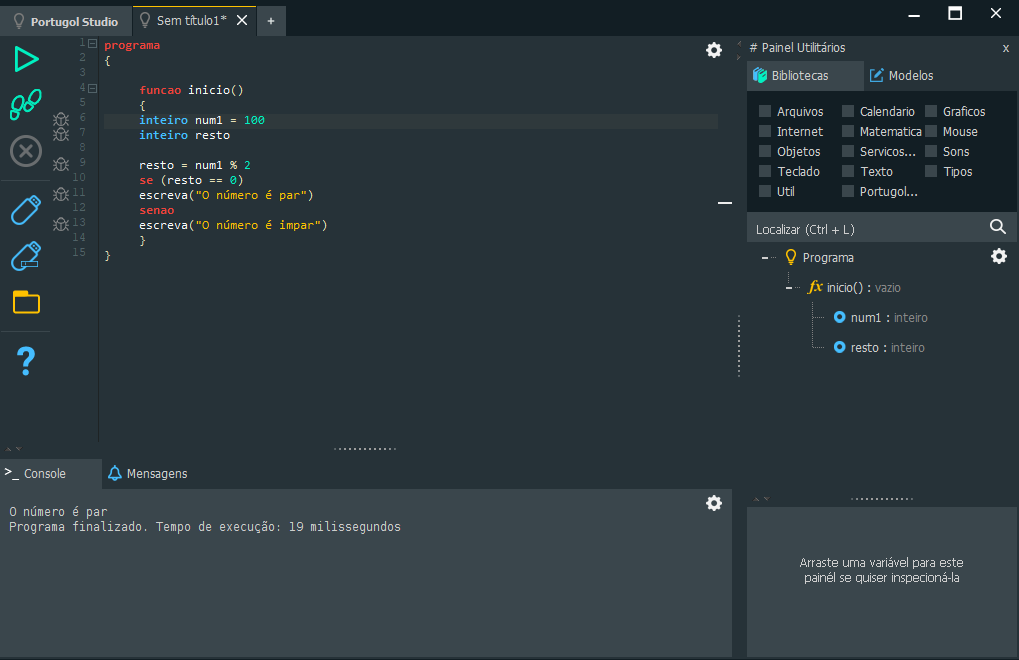 Portugol Studio
Sem título1*
+
1 programa
2 {
3
4 funcao inicio()
5 {
6 inteiro num1 = 100
7 inteiro resto
8
9 resto = num1 % 2
10 se (resto == 0)
11 escreva("O número é par")
12 senao
13 escreva("O número é impar")
14 }
15 }
# Painel Utilitários x
Bibliotecas Modelos
Arquivos Calendario Graficos
Internet Matematica Mouse
Objetos Servicos... Sons
Teclado Texto Tipos
Util Portugol...
Localizar (Ctrl + L)
Programa
fx inicio() : vazio
num1 : inteiro
resto : inteiro
>_ Console
Mensagens
O número é par
Programa finalizado. Tempo de execução: 19 milissegundos
Arraste uma variável para este
painél se quiser inspecioná-la